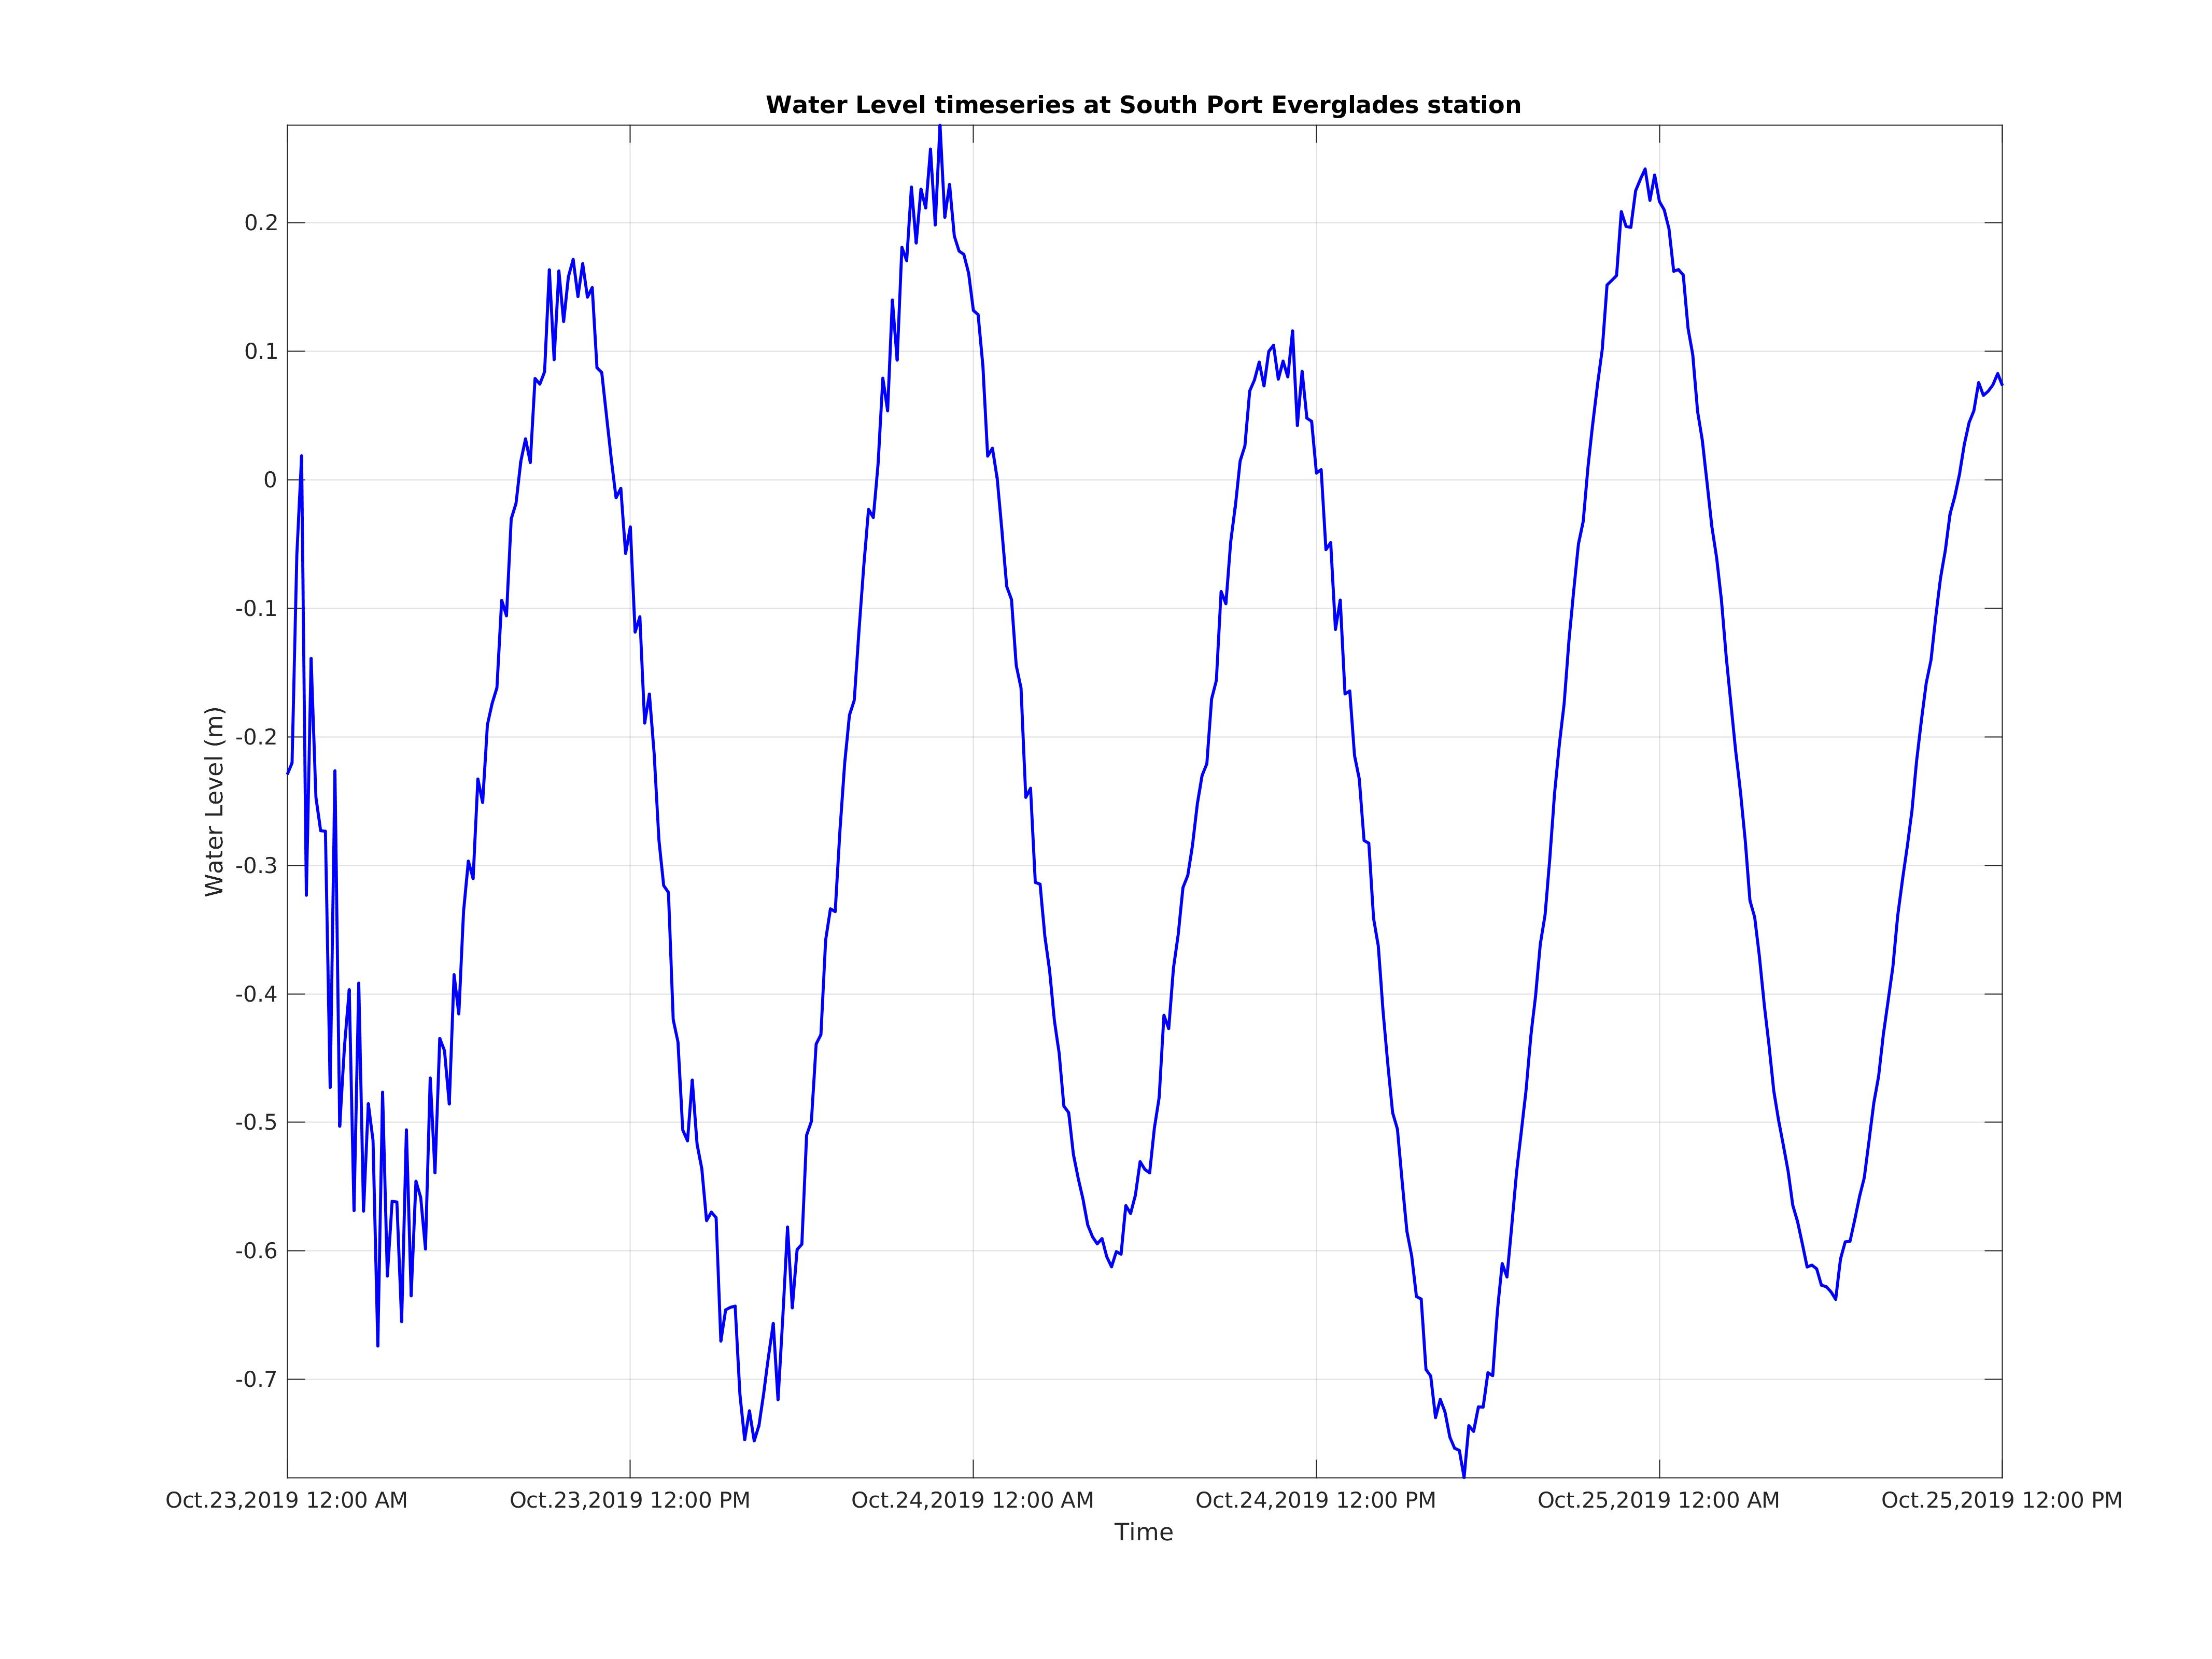 Water Level timeseries at South Port Everglades station
0.2
0.1
0
-0.1
-0.2
-0.3
-0.4
-0.5
-0.6
-0.7
Water Level (m)
Oct.23,2019 12:00 AM
Oct.23,2019 12:00 PM
Oct.24,2019 12:00 AM
Oct.24,2019 12:00 PM
Oct.25,2019 12:00 AM
Oct.25,2019 12:00 PM
Time